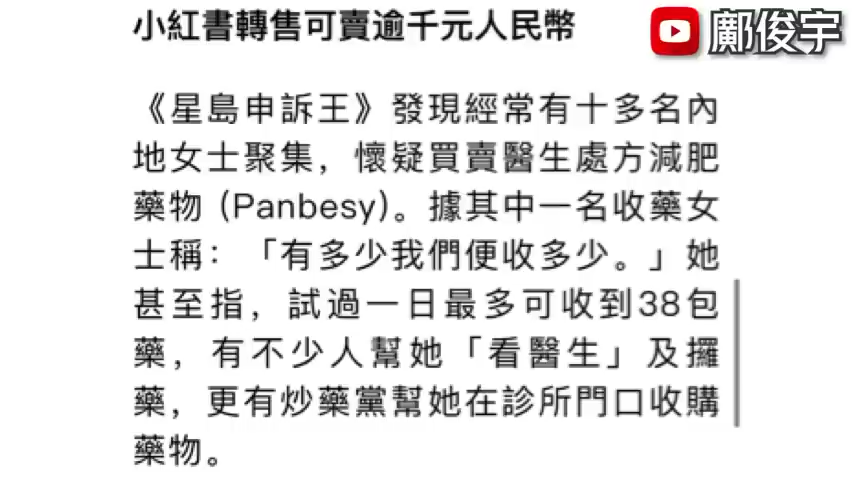 小紅書轉售可賣逾千元人民幣
鄺俊宇
《星島申訴王》發現經常有十多名內
地女士聚集，懷疑買賣醫生處方減肥
藥物 (Panbesy)。據其中一名收藥女
士稱：「有多少我們便收多少。」她
甚至指，試過一日最多可收到38包
藥，有不少人幫她「看醫生」及攞
藥，更有炒藥黨幫她在診所門口收購
藥物。